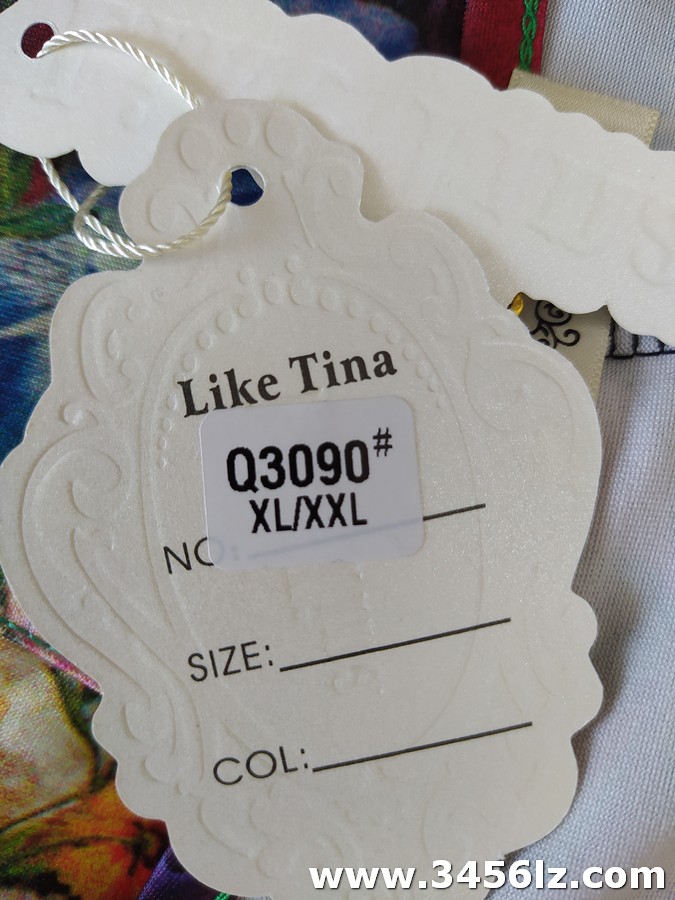 Like Tina
Q3090#
XL/XXL
NO:
SIZE:
COL:
www.3456lz.com